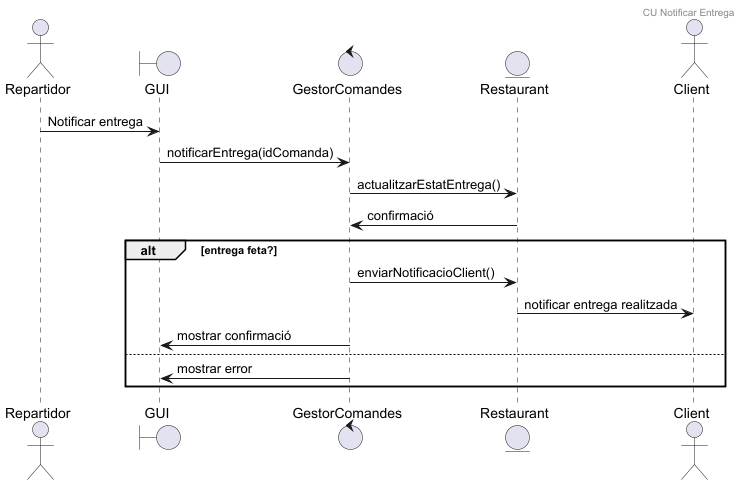 CU Notificar Entrega
Repartidor
GUI
GestorComandes
Restaurant
Client
Notificar entrega
notificarEntrega(idComanda)
actualitzarEstatEntrega()
confirmació
alt
[entrega feta?]
enviarNotificacioClient()
notificar entrega realitzada
mostrar confirmació
mostrar error
Repartidor
GUI
GestorComandes
Restaurant
Client